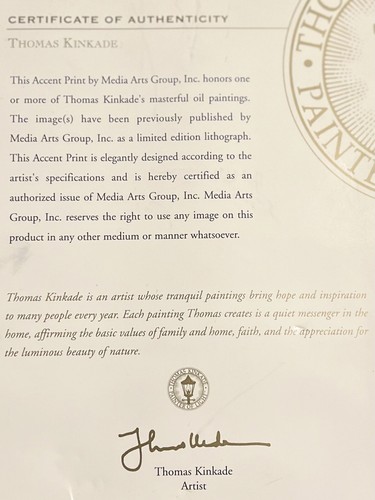 CERTIFICATE OF AUTHENTICITY
THOMAS KINKADE
This Accent Print by Media Arts Group, Inc. honors one
or more of Thomas Kinkade's masterful oil paintings.
The image(s) have been previously published by
Media Arts Group, Inc. as a limited edition lithograph.
This Accent Print is elegantly designed according to the
artist's specifications and is hereby certified as an
authorized issue of Media Arts Group, Inc. Media Arts
Group, Inc. reserves the right to use any image on this
product in any other medium or manner whatsoever.
Thomas Kinkade is an artist whose tranquil paintings bring hope and inspiration
to many people every year. Each painting Thomas creates is a quiet messenger in the
home, affirming the basic values of family and home, faith, and the appreciation for
the luminous beauty of nature.
THOMAS KINKADE
PAINTER OF LIGHT
Thomas Kinkade
Artist